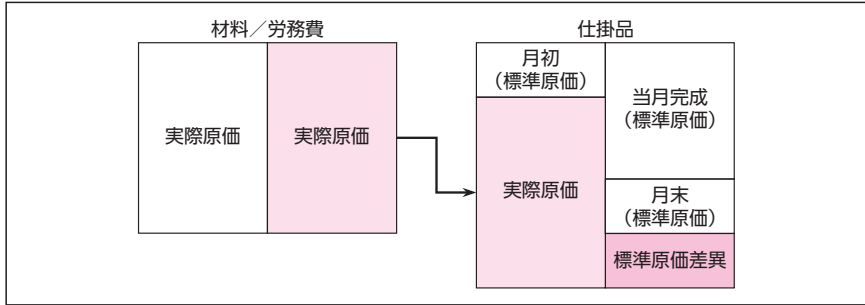 材料／労務費
実際原価
実際原価
仕掛品
月初
（標準原価）
実際原価
当月完成
（標準原価）
月末
（標準原価）
標準原価差異